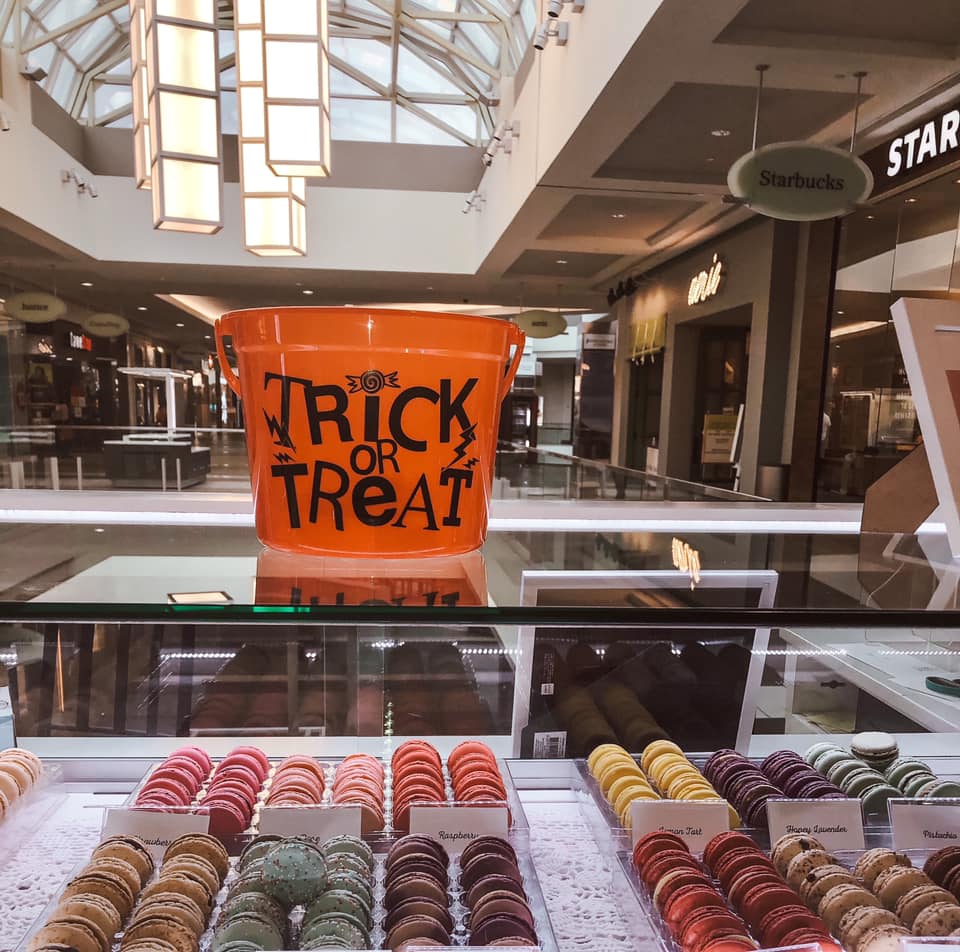 STAR
Starbucks
TRiCK
OR
TReAT
Raspberry
Lemon Tart
Honey Lavender
Pistachio